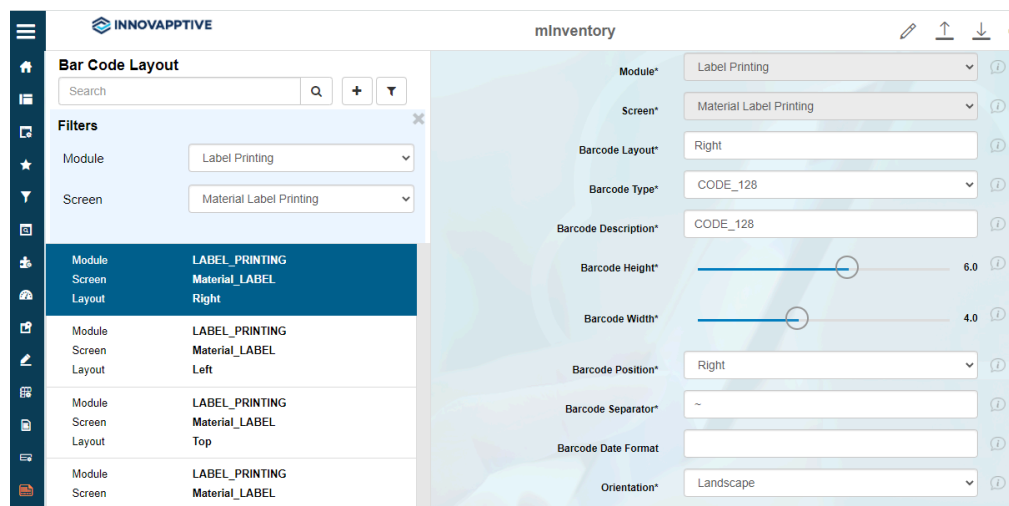 INNOVAPPTIVE
mInventory
Bar Code Layout
Search
Filters
Module Label Printing
Screen Material Label Printing
Module LABEL_PRINTING
Screen Material_LABEL
Layout Right
Module LABEL_PRINTING
Screen Material_LABEL
Layout Left
Module LABEL_PRINTING
Screen Material_LABEL
Layout Top
Module LABEL_PRINTING
Screen Material_LABEL
Module* Label Printing
Screen* Material Label Printing
Barcode Layout* Right
Barcode Type* CODE_128
Barcode Description* CODE_128
Barcode Height* 6.0
Barcode Width* 4.0
Barcode Position* Right
Barcode Separator* ~
Barcode Date Format
Orientation* Landscape